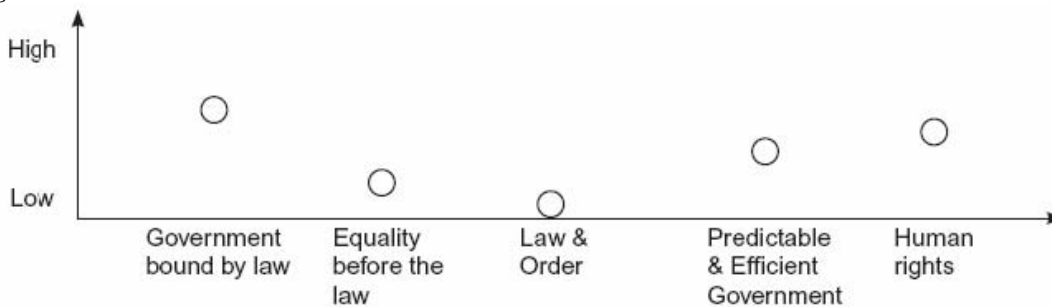 High
Low
Government
bound by law
Equality
before the
law
Law &
Order
Predictable
& Efficient
Government
Human
rights